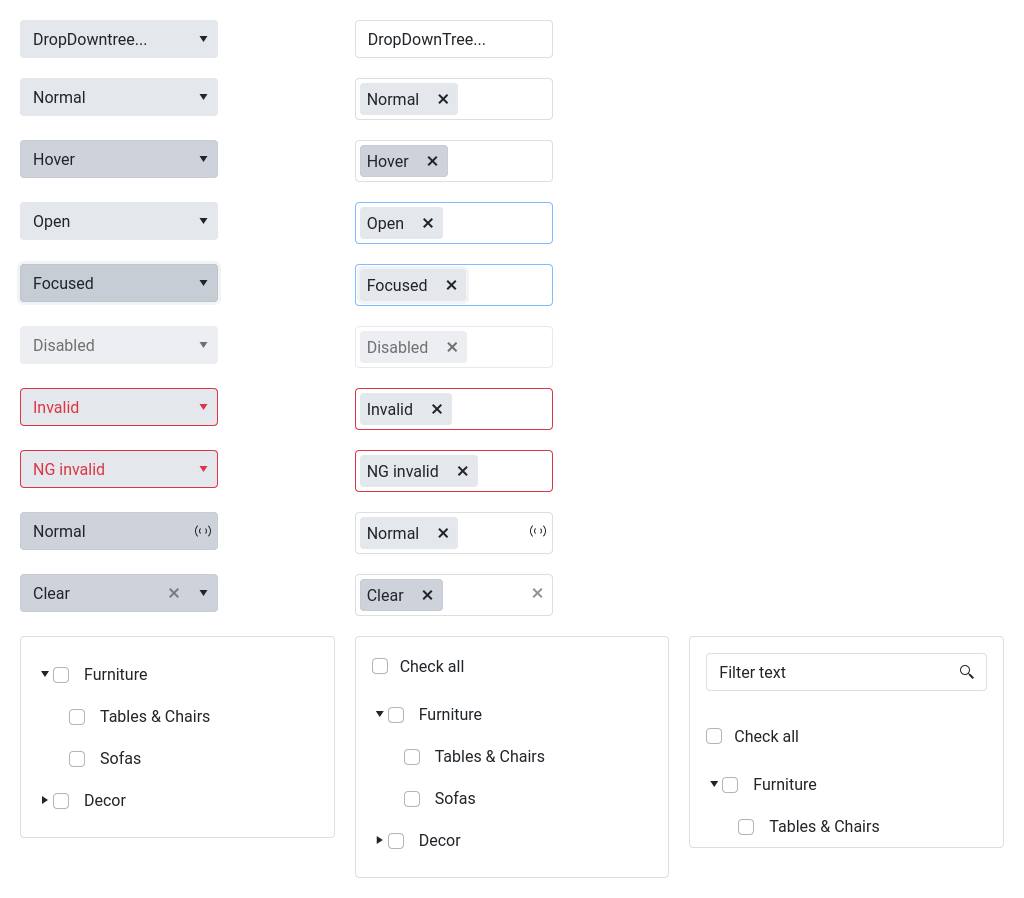 DropDowntree...
DropDownTree...
Normal
Normal
Hover
Hover
Open
Open
Focused
Focused
Disabled
Disabled
Invalid
Invalid
NG invalid
NG invalid
Normal
Normal
Clear
Clear
Furniture
Tables & Chairs
Sofas
Decor
Check all
Furniture
Tables & Chairs
Sofas
Decor
Filter text
Check all
Furniture
Tables & Chairs